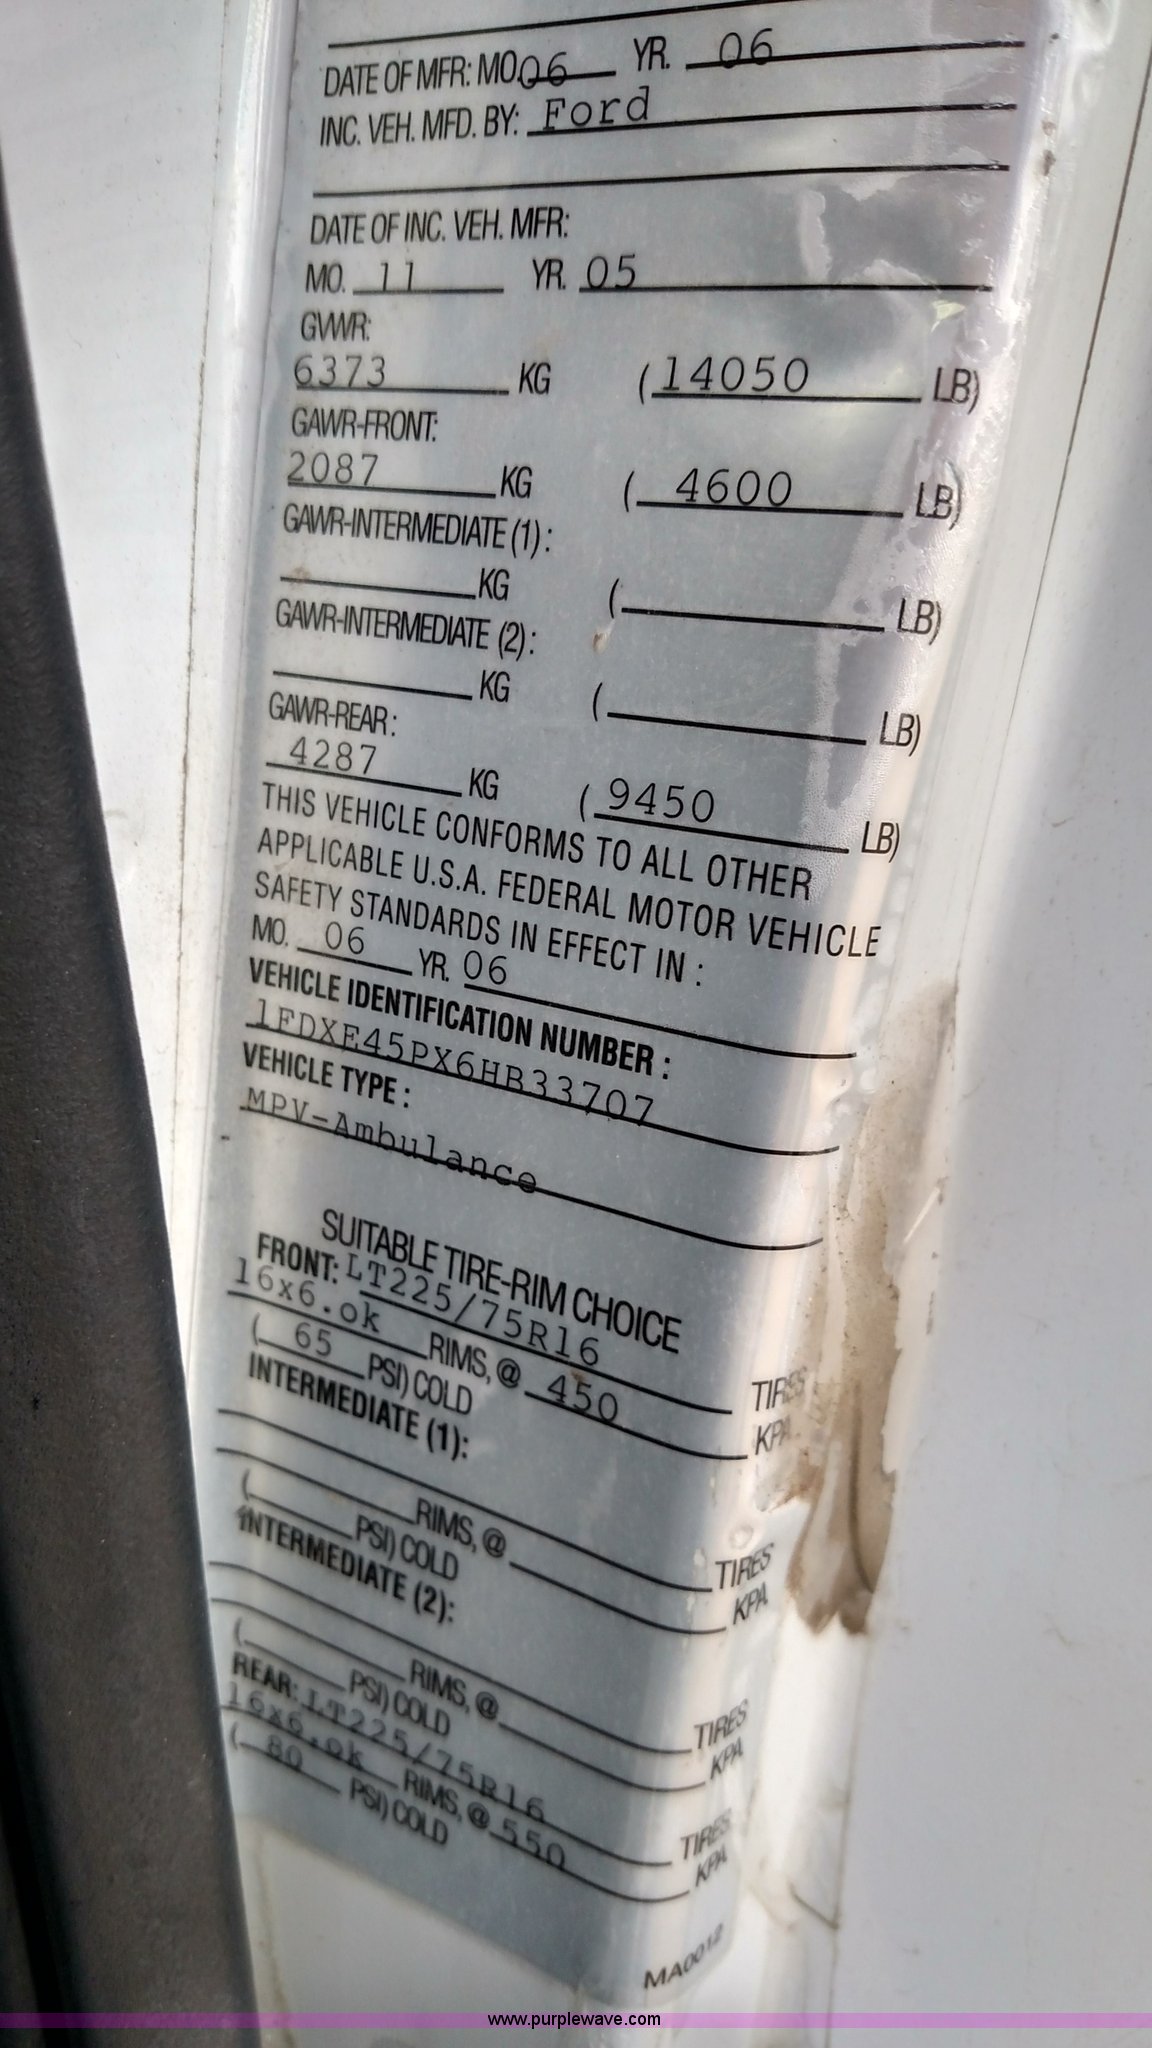 DATE OF MFR: MO. 06 YR. 06
INC. VEH. MFD. BY: Ford
DATE OF INC. VEH. MFR:
MO. 11 YR. 05
GVWR:
6373 KG (14050 LB)
GAWR-FRONT:
2087 KG ( 4600 LB)
GAWR-INTERMEDIATE (1) :
KG ( LB)
GAWR-INTERMEDIATE (2) :
KG ( LB)
GAWR-REAR :
4287 KG ( 9450 LB)
THIS VEHICLE CONFORMS TO ALL OTHER
APPLICABLE U.S.A. FEDERAL MOTOR VEHICLE
SAFETY STANDARDS IN EFFECT IN :
MO. 06 YR. 06
VEHICLE IDENTIFICATION NUMBER :
1FDXE45PX6HB33707
VEHICLE TYPE :
MPV-Ambulance
SUITABLE TIRE-RIM CHOICE
FRONT: LT225/75R16 TIRES
16x6.0k RIMS, @ 450 KPA
( 65 PSI) COLD
INTERMEDIATE (1):
TIRES
RIMS, @ KPA
( PSI) COLD
INTERMEDIATE (2):
TIRES
RIMS, @ KPA
( PSI) COLD
REAR: LT225/75R16 TIRES
16x6.0k RIMS, @ 550 KPA
( 80 PSI) COLD
MA0012
www.purplewave.com